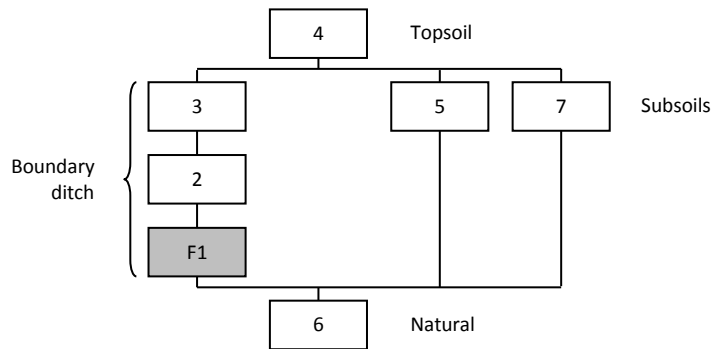 4
Topsoil
3
5
7
Subsoils
Boundary
ditch
2
F1
6
Natural